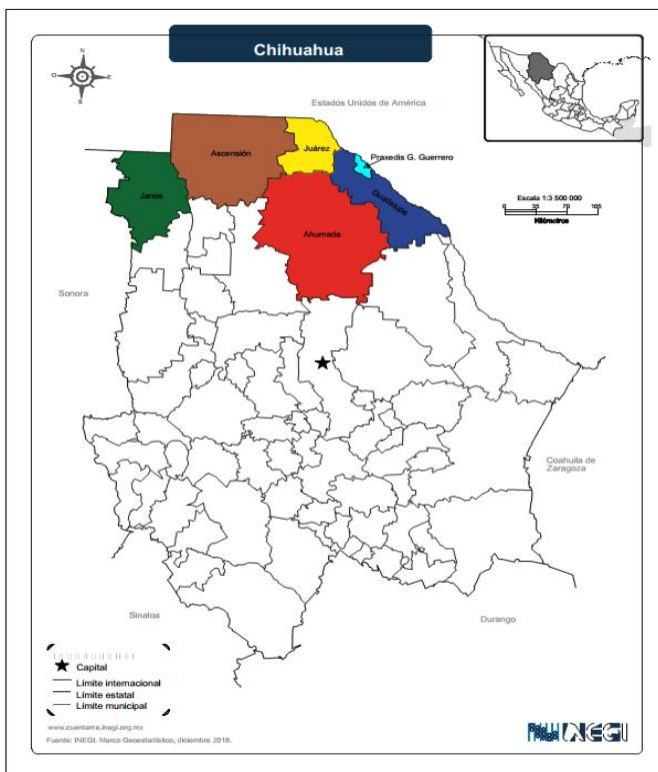 Chihuahua
N
O
E
S
Estados Unidos de América
Ascensión
Juárez
Praxedis G. Guerrero
Janos
Guadalupe
Ahumada
Escala 1:3 500 000
0 35 70 105
Kilómetros
Sonora
Coahuila de
Zaragoza
Sinaloa
Durango
Capital
Límite internacional
Límite estatal
Límite municipal
www.cuentame.inegi.org.mx
Fuente: INEGI. Marco Geoestadístico, diciembre 2018.
INEGI